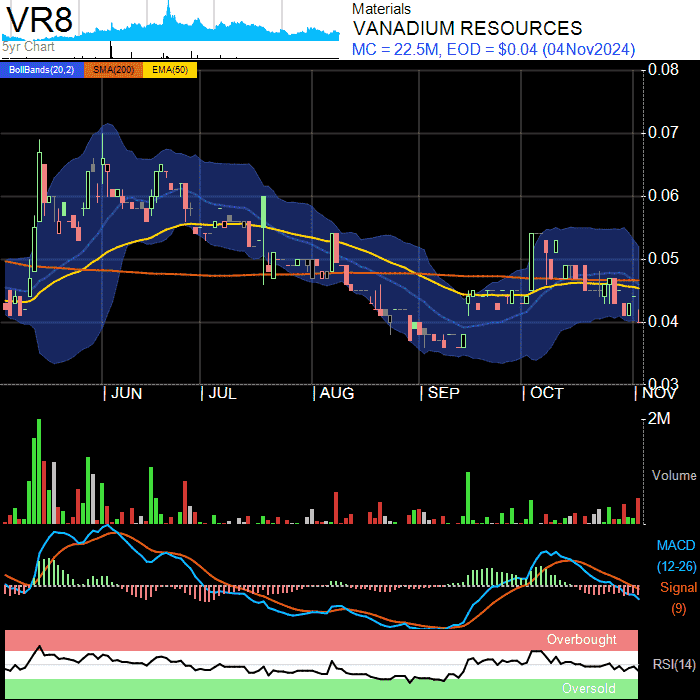 VR8
5yr Chart
Materials
VANADIUM RESOURCES
MC = 22.5M, EOD = $0.04 (04Nov2024)
BollBands(20,2) SMA(200) EMA(50)
0.08
0.07
0.06
0.05
0.04
0.03
JUN JUL AUG SEP OCT NOV
2M
Volume
MACD
(12-26)
Signal
(9)
Overbought
RSI(14)
Oversold